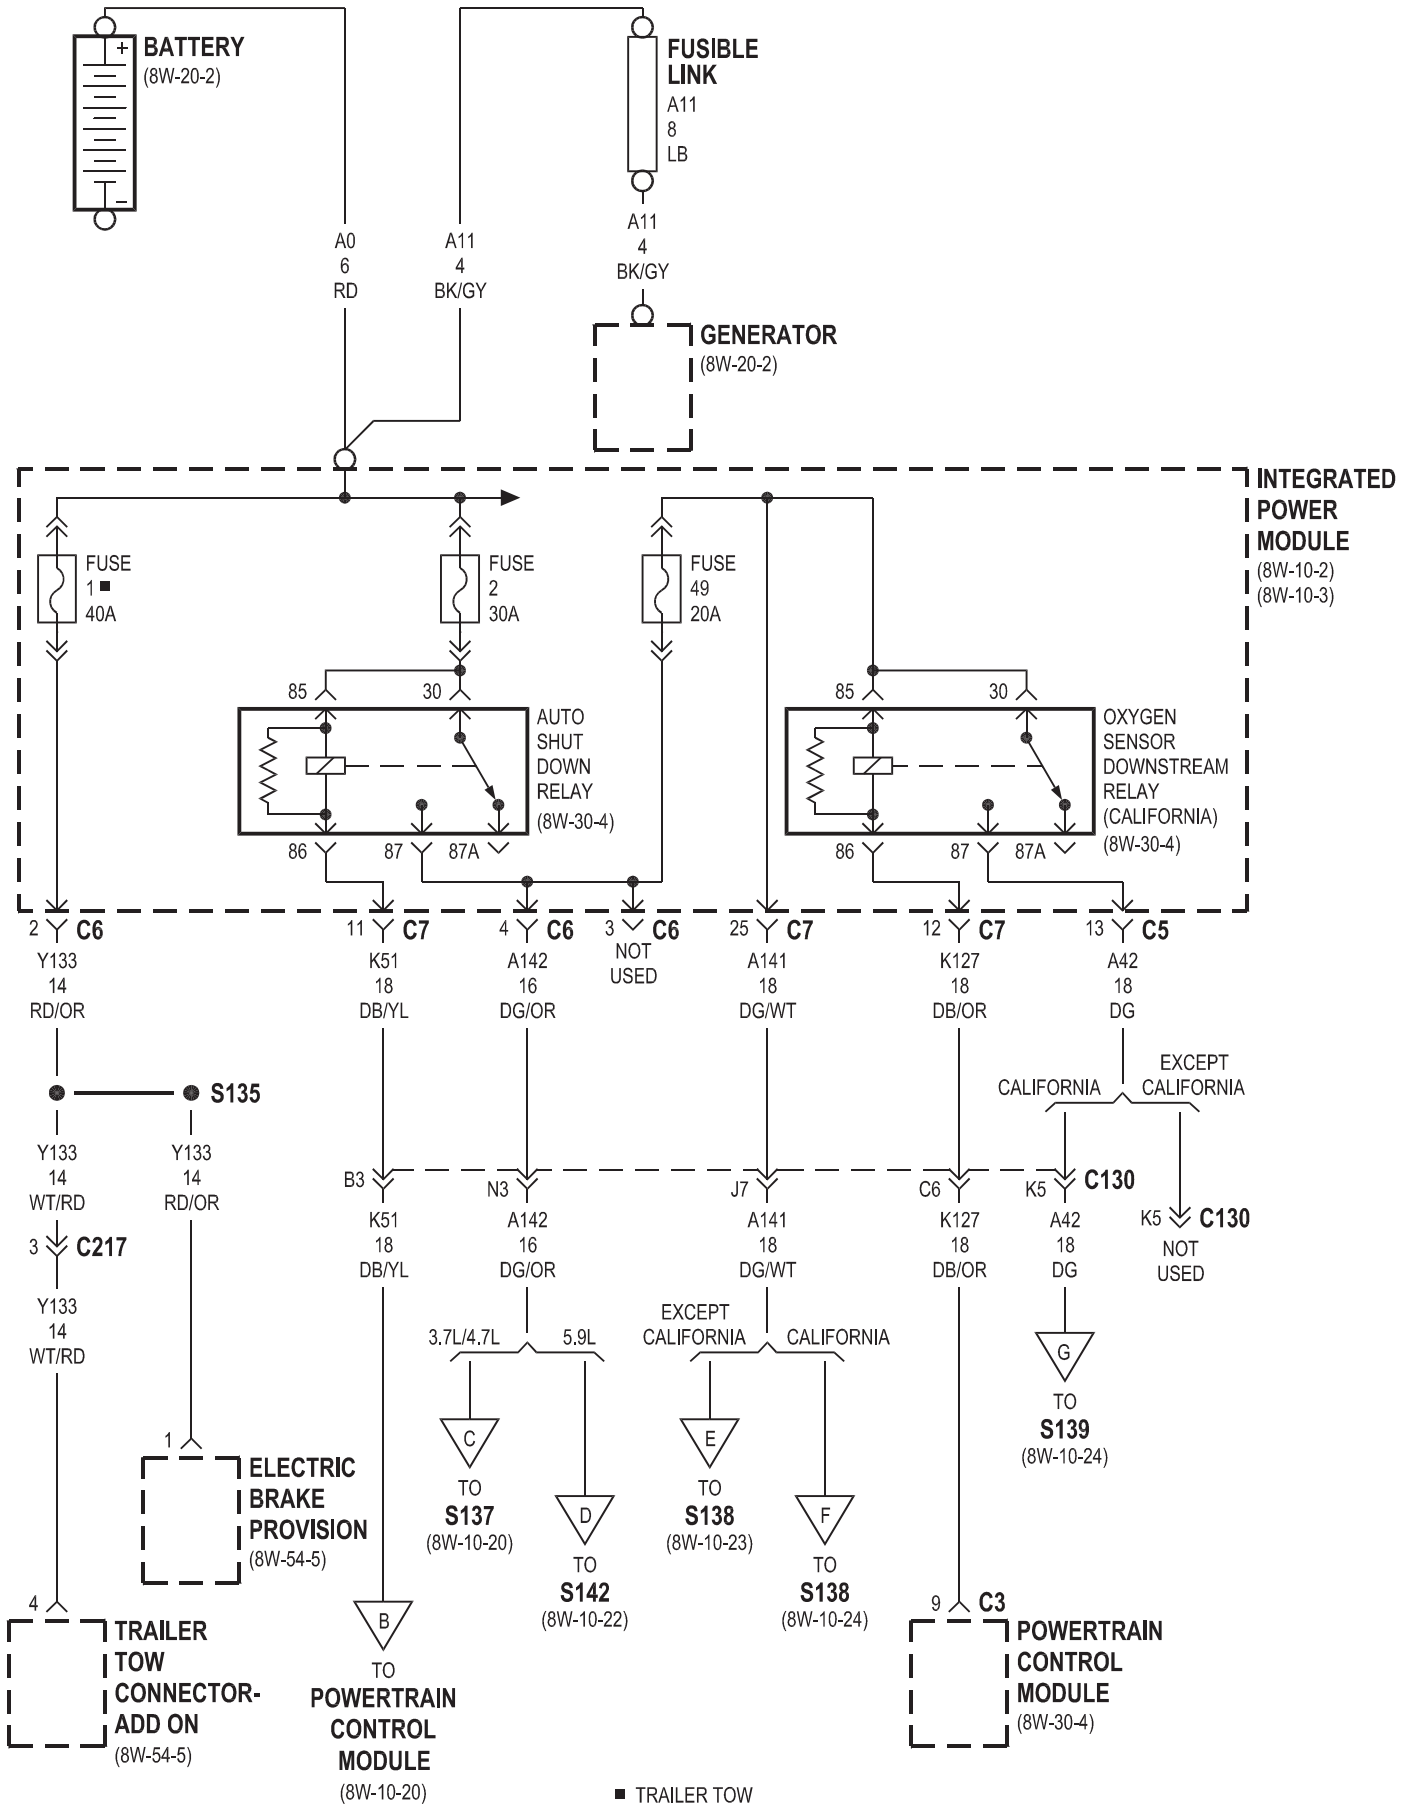 BATTERY
(8W-20-2)
+
−
FUSIBLE
LINK
A11
8
LB
A0
6
RD
A11
4
BK/GY
A11
4
BK/GY
GENERATOR
(8W-20-2)
INTEGRATED
POWER
MODULE
(8W-10-2)
(8W-10-3)
FUSE
1 ■
40A
FUSE
2
30A
FUSE
49
20A
85
30
AUTO
SHUT
DOWN
RELAY
(8W-30-4)
86
87
87A
85
30
OXYGEN
SENSOR
DOWNSTREAM
RELAY
(CALIFORNIA)
(8W-30-4)
86
87
87A
2 C6
Y133
14
RD/OR
11 C7
K51
18
DB/YL
4 C6
A142
16
DG/OR
3 C6
NOT
USED
25 C7
A141
18
DG/WT
12 C7
K127
18
DB/OR
13 C5
A42
18
DG
CALIFORNIA
EXCEPT
CALIFORNIA
S135
Y133
14
WT/RD
Y133
14
RD/OR
3 C217
Y133
14
WT/RD
B3
K51
18
DB/YL
N3
A142
16
DG/OR
J7
A141
18
DG/WT
C6
K127
18
DB/OR
K5 C130
A42
18
DG
K5 C130
NOT
USED
3.7L/4.7L
5.9L
EXCEPT
CALIFORNIA
CALIFORNIA
G
TO
S139
(8W-10-24)
C
TO
S137
(8W-10-20)
D
TO
S142
(8W-10-22)
E
TO
S138
(8W-10-23)
F
TO
S138
(8W-10-24)
1
ELECTRIC
BRAKE
PROVISION
(8W-54-5)
4
TRAILER
TOW
CONNECTOR-
ADD ON
(8W-54-5)
B
TO
POWERTRAIN
CONTROL
MODULE
(8W-10-20)
9 C3
POWERTRAIN
CONTROL
MODULE
(8W-30-4)
■ TRAILER TOW